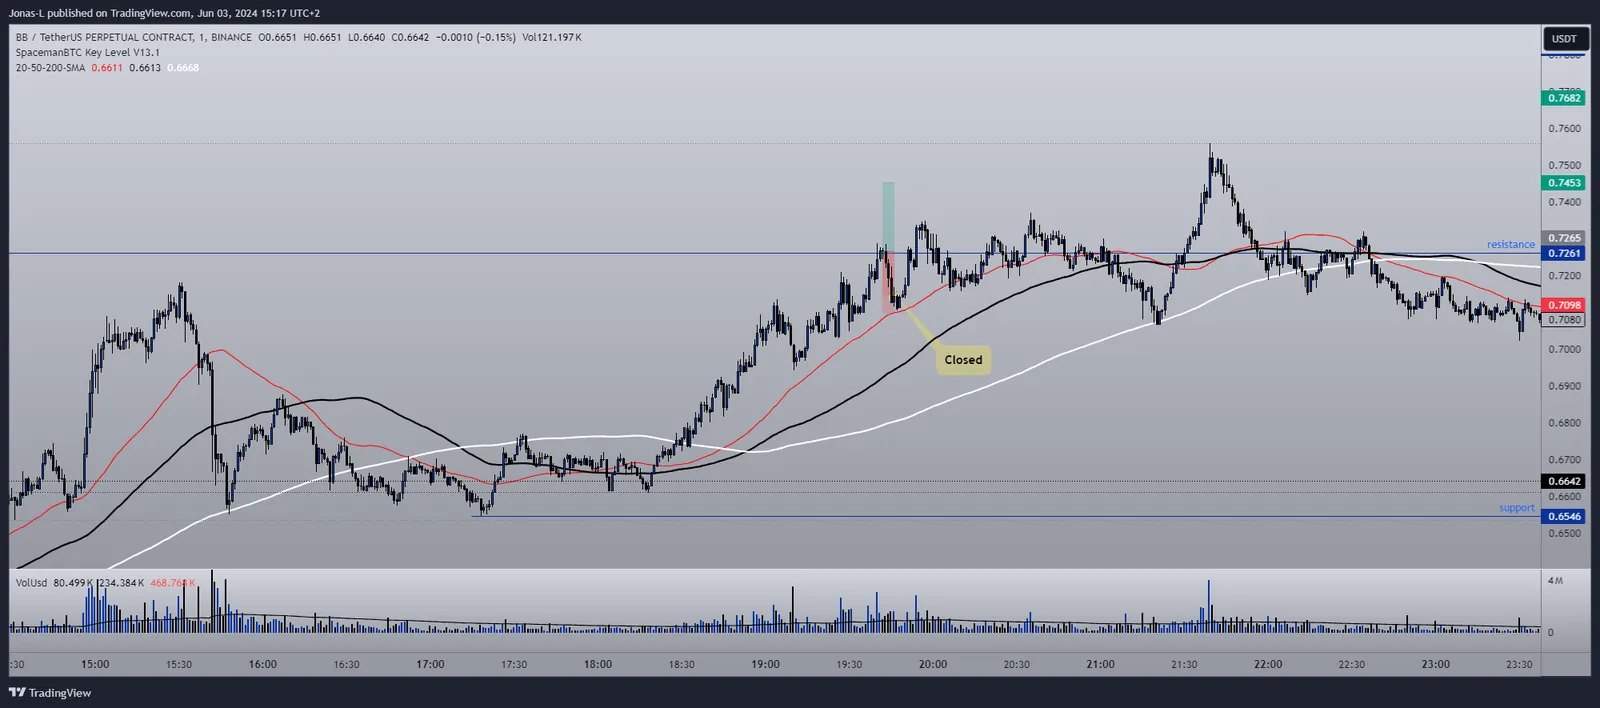 Jonas-L published on TradingView.com, Jun 03, 2024 15:17 UTC+2
BB / TetherUS PERPETUAL CONTRACT, 1, BINANCE O0.6651 H0.6651 L0.6640 C0.6642 −0.0010 (−0.15%) Vol121.197K
USDT
SpacemanBTC Key Level V13.1
20-50-200-SMA 0.6611 0.6613 0.6668
0.7682
0.7600
0.7500
0.7453
0.7400
0.7265
resistance
0.7261
0.7200
0.7098
0.7080
0.7000
Closed
0.6900
0.6800
0.6700
0.6642
0.6600
support
0.6546
0.6500
VolUsd 80.499K 234.384K 468.768K
4M
0
:30 15:00 15:30 16:00 16:30 17:00 17:30 18:00 18:30 19:00 19:30 20:00 20:30 21:00 21:30 22:00 22:30 23:00 23:30
TradingView